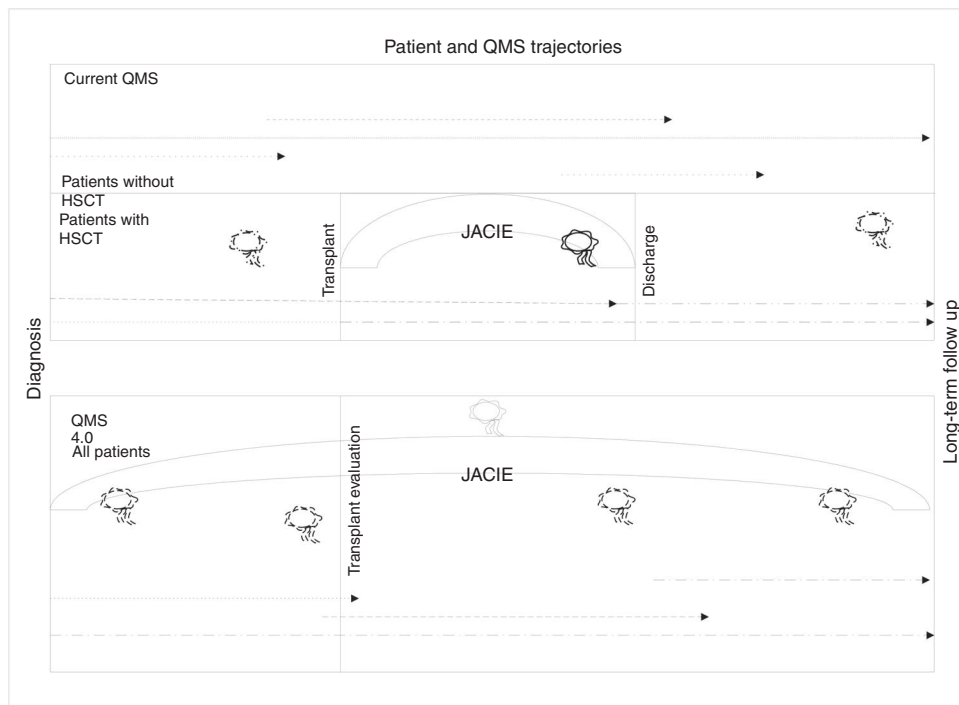 Patient and QMS trajectories
Current QMS
Patients without
HSCT
Patients with
HSCT
Transplant
JACIE
Discharge
Diagnosis
Long-term follow up
QMS
4.0
All patients
Transplant evaluation
JACIE